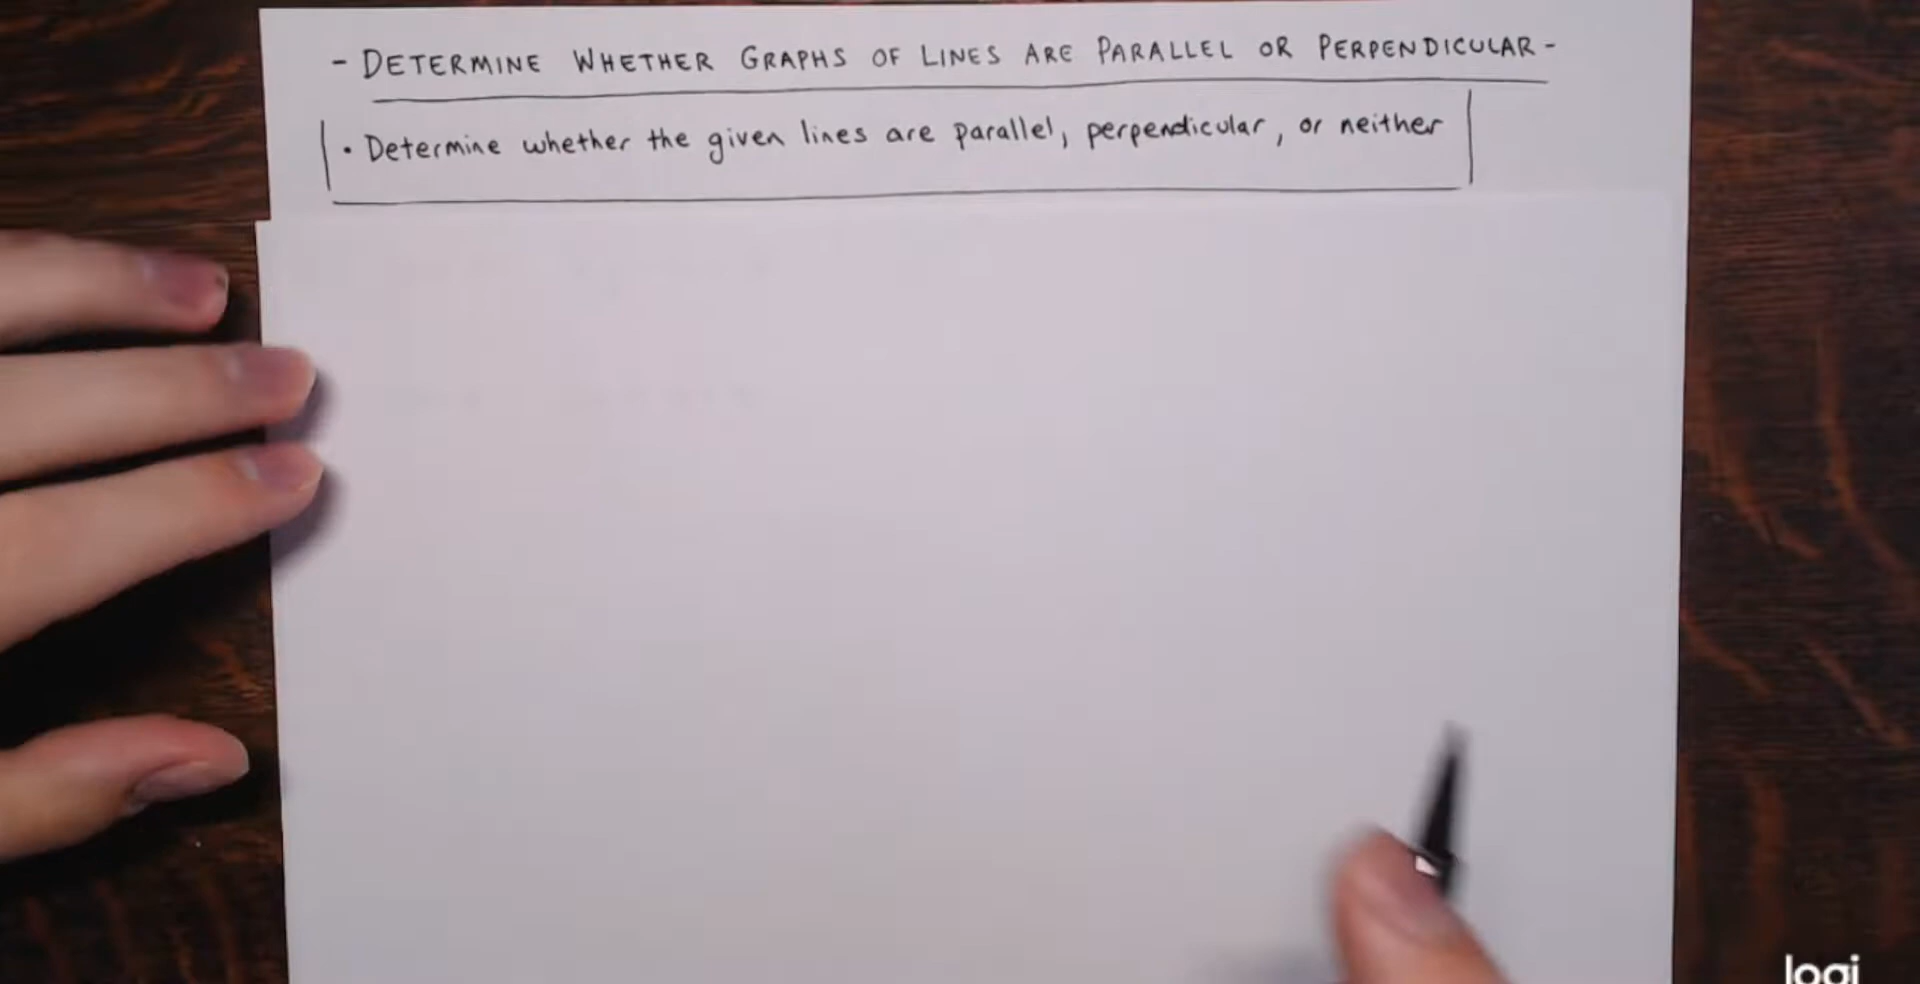 - DETERMINE WHETHER GRAPHS OF LINES ARE PARALLEL OR PERPENDICULAR -
• Determine whether the given lines are parallel, perpendicular, or neither
logi